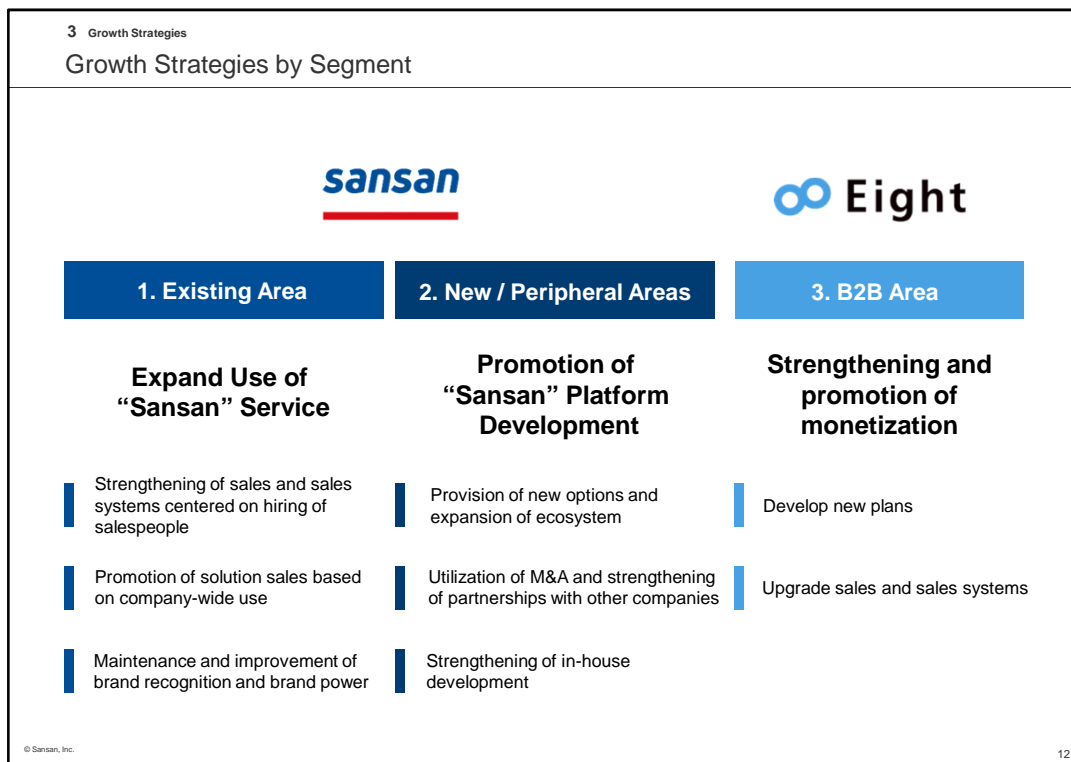 3 Growth Strategies
Growth Strategies by Segment
sansan
Eight
1. Existing Area
2. New / Peripheral Areas
3. B2B Area
Expand Use of
“Sansan” Service
Promotion of
“Sansan” Platform
Development
Strengthening and
promotion of
monetization
Strengthening of sales and sales
systems centered on hiring of
salespeople
Promotion of solution sales based
on company-wide use
Maintenance and improvement of
brand recognition and brand power
Provision of new options and
expansion of ecosystem
Utilization of M&A and strengthening
of partnerships with other companies
Strengthening of in-house
development
Develop new plans
Upgrade sales and sales systems
© Sansan, Inc.
12